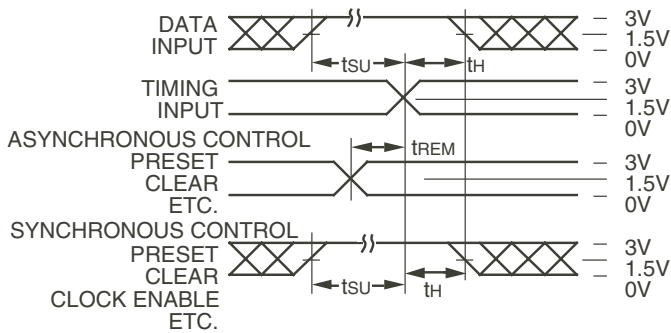 DATA
INPUT
3V
1.5V
0V
tSU
tH
TIMING
INPUT
3V
1.5V
0V
ASYNCHRONOUS CONTROL
tREM
PRESET
CLEAR
ETC.
3V
1.5V
0V
SYNCHRONOUS CONTROL
PRESET
CLEAR
CLOCK ENABLE
ETC.
3V
1.5V
0V
tSU
tH